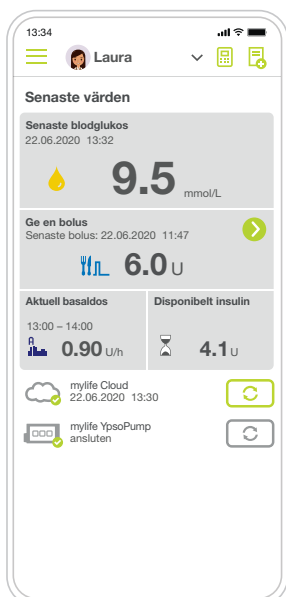 13:34
Laura
Senaste värden
Senaste blodglukos
22.06.2020 13:32
9.5 mmol/L
Ge en bolus
Senaste bolus: 22.06.2020 11:47
6.0 U
Aktuell basaldos
13:00 – 14:00
A
0.90 U/h
Disponibelt insulin
4.1 U
mylife Cloud
22.06.2020 13:30
mylife YpsoPump
ansluten